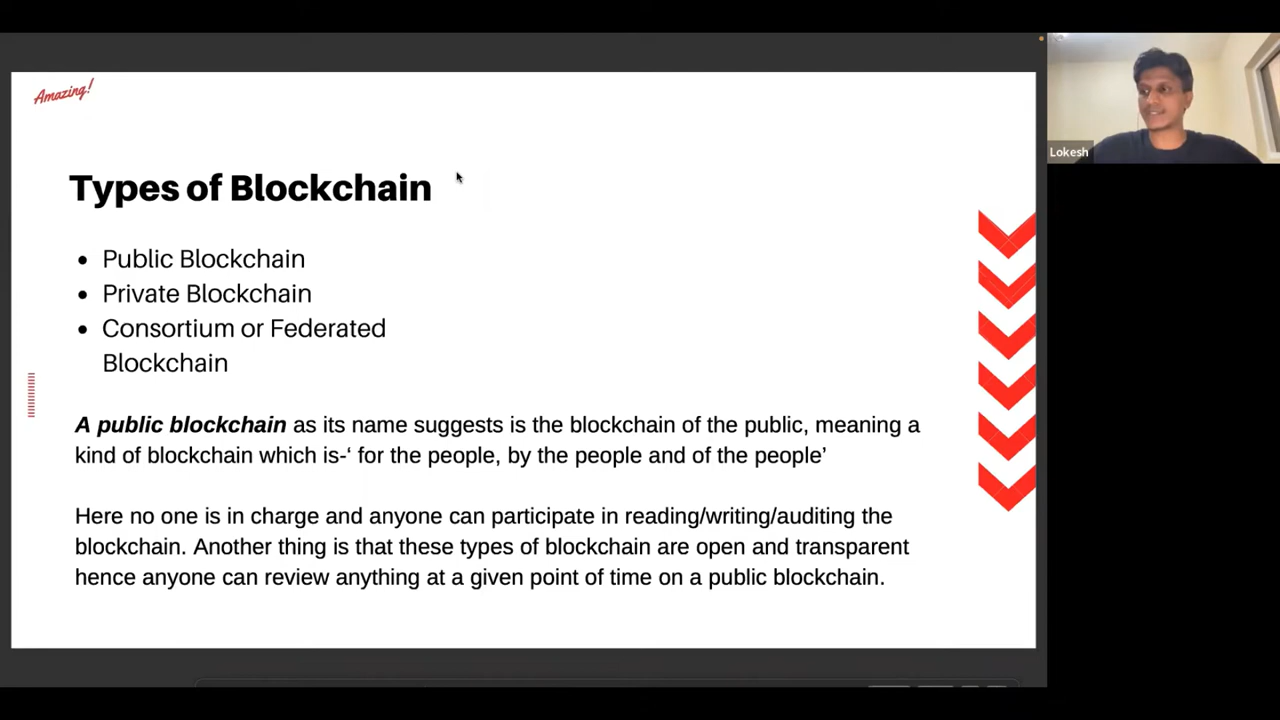 Amazing!
Lokesh
Types of Blockchain
Public Blockchain
Private Blockchain
Consortium or Federated
Blockchain
A public blockchain as its name suggests is the blockchain of the public, meaning a
kind of blockchain which is-‘ for the people, by the people and of the people’
Here no one is in charge and anyone can participate in reading/writing/auditing the
blockchain. Another thing is that these types of blockchain are open and transparent
hence anyone can review anything at a given point of time on a public blockchain.